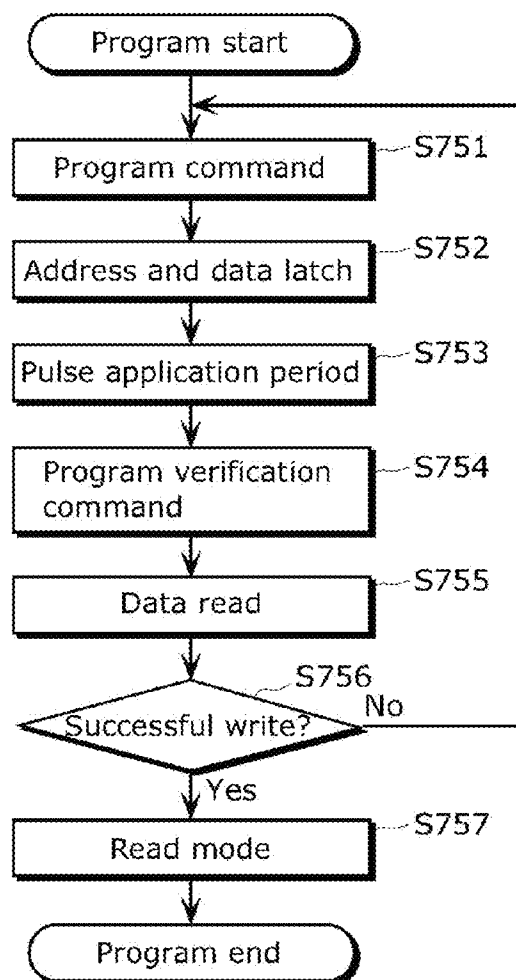 Program start
Program command
S751
Address and data latch
S752
Pulse application period
S753
Program verification
command
S754
Data read
S755
Successful write?
S756
No
Yes
Read mode
S757
Program end